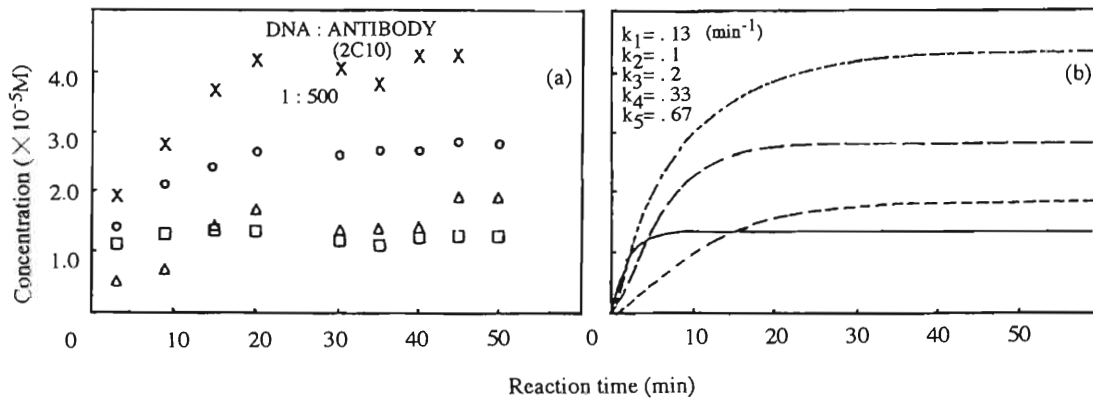 DNA : ANTIBODY
(2C10)
1 : 500
(a)
Concentration (×10⁻⁵M)
4.0
3.0
2.0
1.0
0
10
20
30
40
50
k₁= . 13 (min⁻¹)
k₂= . 1
k₃= . 2
k₄= . 33
k₅= . 67
(b)
0
10
20
30
40
50
Reaction time (min)